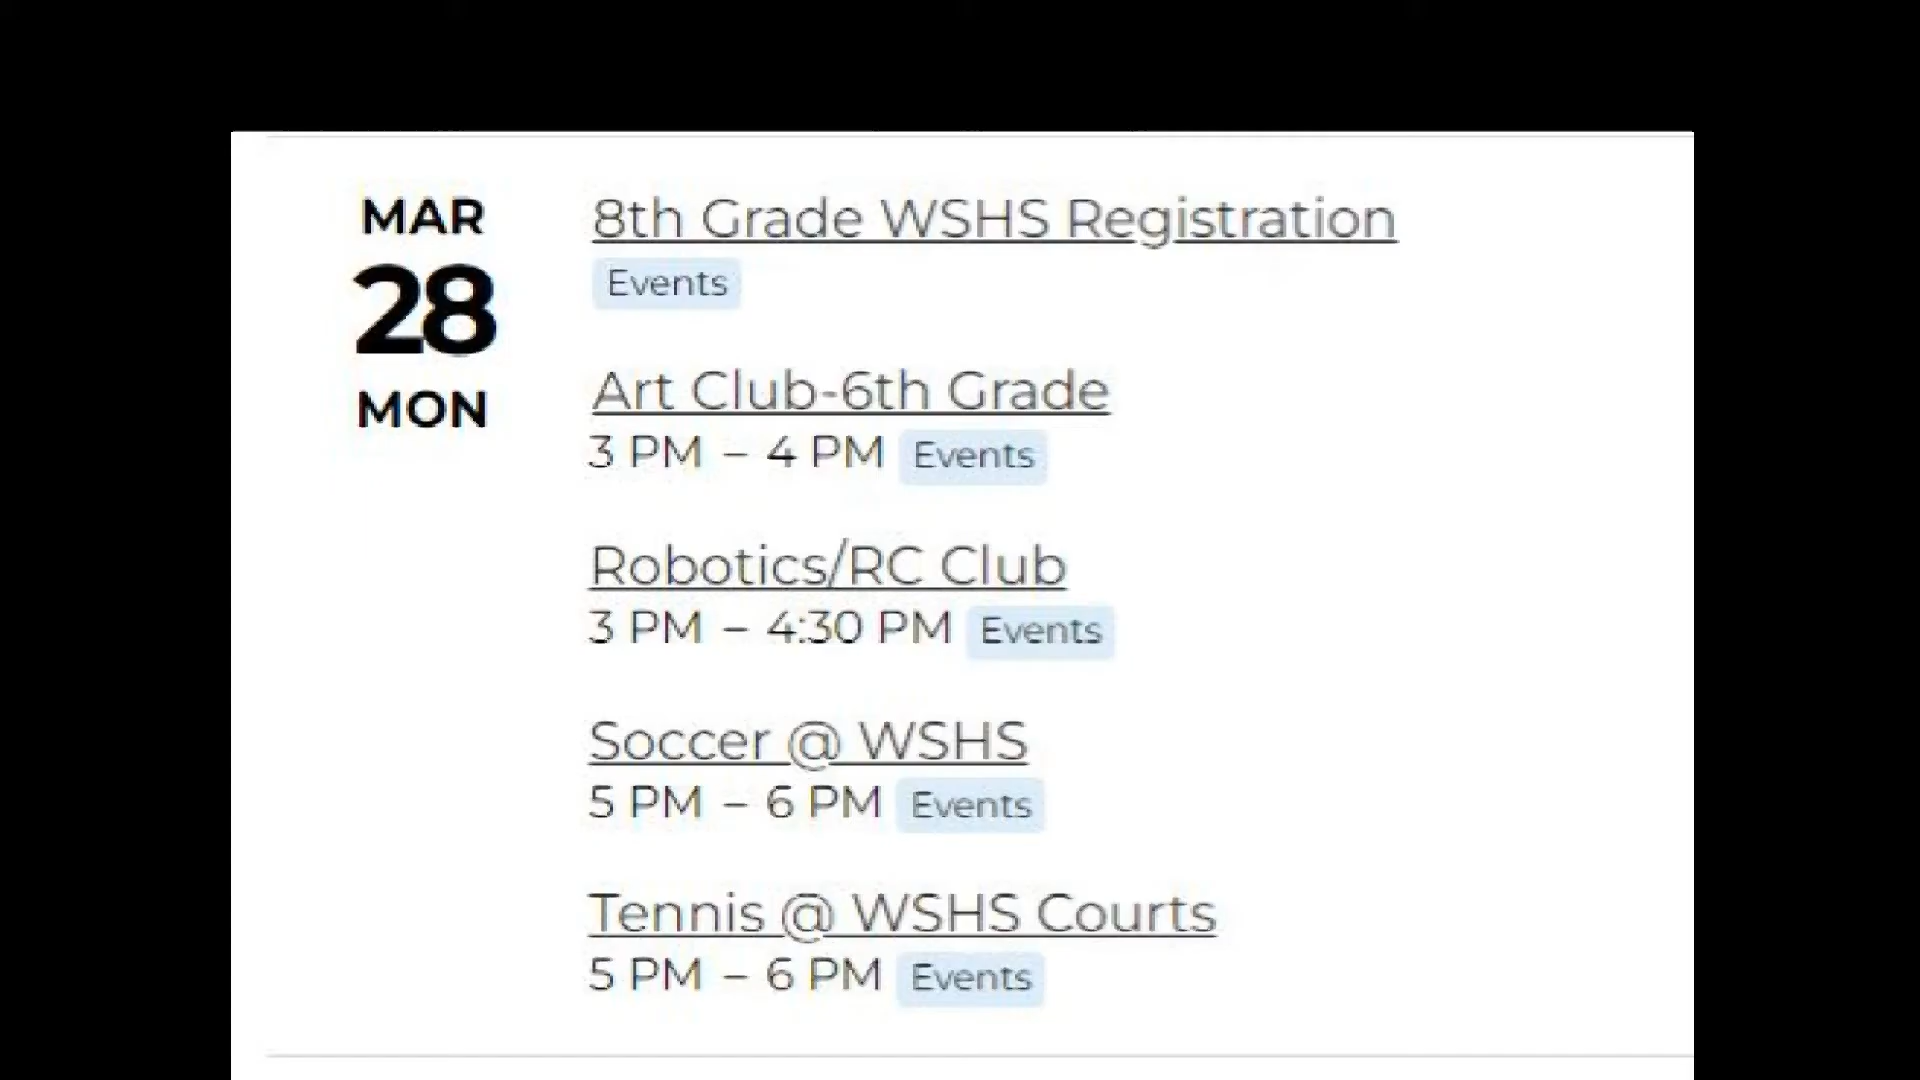 MAR
28
MON
8th Grade WSHS Registration
Events
Art Club-6th Grade
3 PM – 4 PM Events
Robotics/RC Club
3 PM – 4:30 PM Events
Soccer @ WSHS
5 PM – 6 PM Events
Tennis @ WSHS Courts
5 PM – 6 PM Events